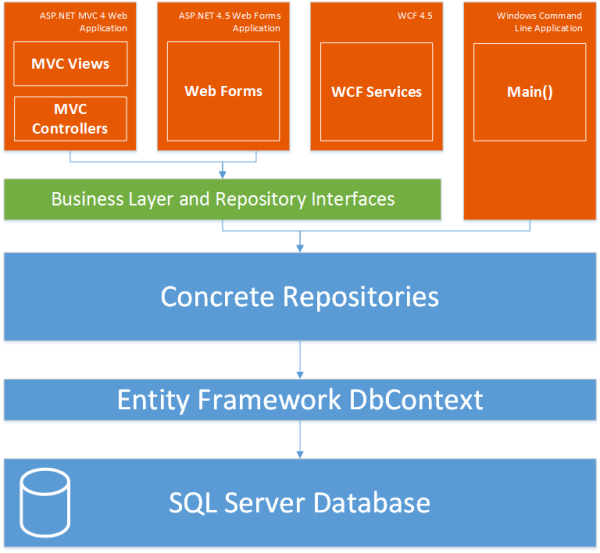 ASP.NET MVC 4 Web
Application
MVC Views
MVC
Controllers
ASP.NET 4.5 Web Forms
Application
Web Forms
WCF 4.5
WCF Services
Windows Command
Line Application
Main()
Business Layer and Repository Interfaces
Concrete Repositories
Entity Framework DbContext
SQL Server Database